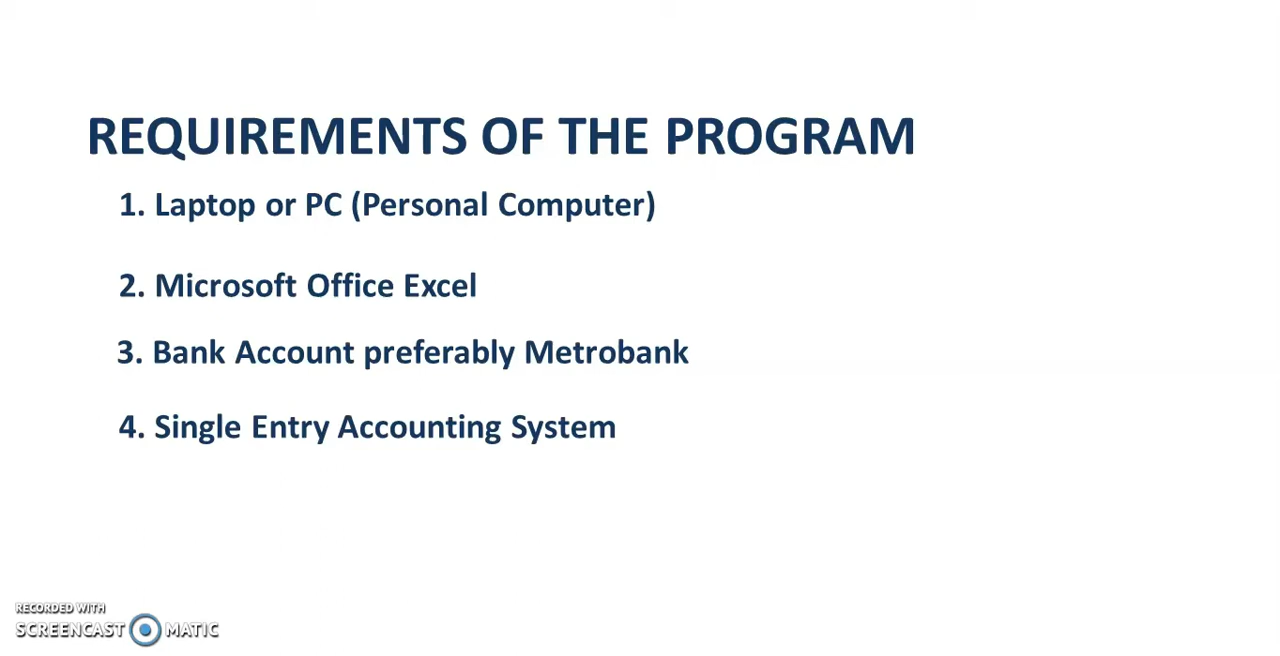 REQUIREMENTS OF THE PROGRAM
1. Laptop or PC (Personal Computer)
2. Microsoft Office Excel
3. Bank Account preferably Metrobank
4. Single Entry Accounting System
RECORDED WITH
SCREENCAST MATIC